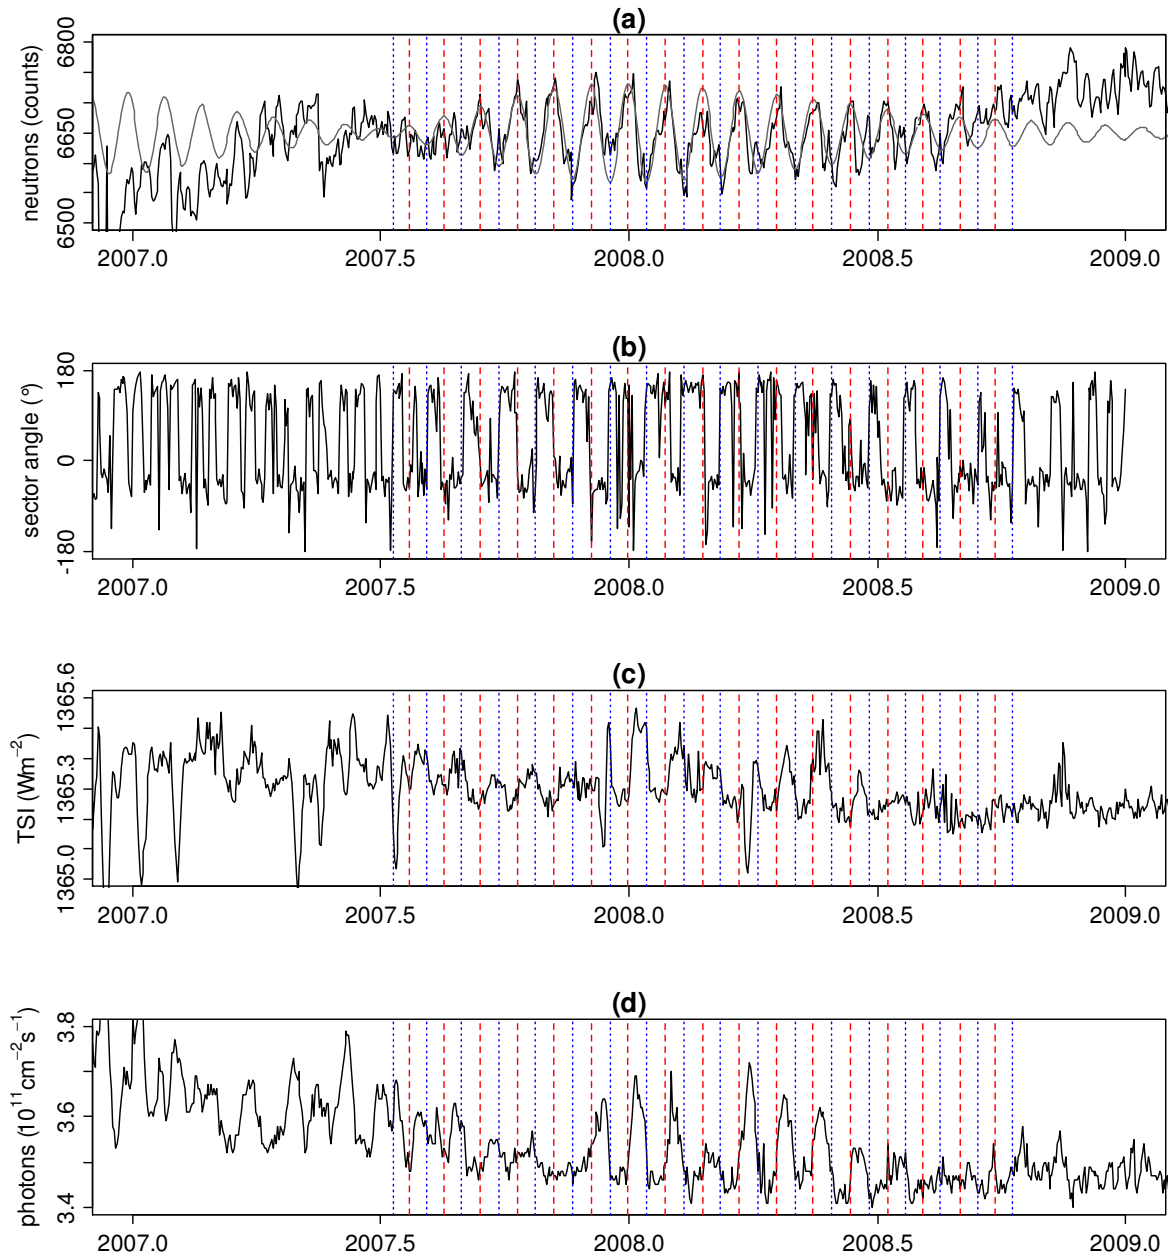 (a)
neutrons (counts)
6800
6650
6500
2007.0 2007.5 2008.0 2008.5 2009.0
(b)
sector angle (°)
180
0
-180
2007.0 2007.5 2008.0 2008.5 2009.0
(c)
TSI (Wm⁻²)
1365.6
1365.3
1365.0
2007.0 2007.5 2008.0 2008.5 2009.0
(d)
photons (10¹¹cm⁻²s⁻¹)
3.8
3.6
3.4
2007.0 2007.5 2008.0 2008.5 2009.0